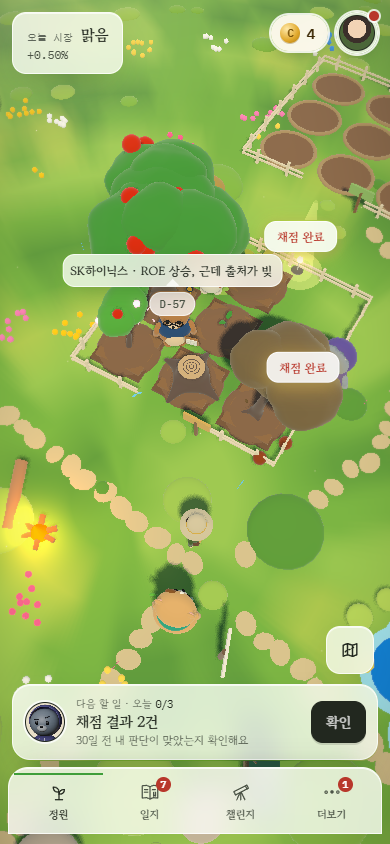 오늘 시장 맑음
+0.50%
C 4
채점 완료
SK하이닉스 · ROE 상승, 근데 출처가 빚
D-57
채점 완료
다음 할 일 · 오늘 0/3
채점 결과 2건
30일 전 내 판단이 맞았는지 확인해요
확인
7
1
정원
일지
챌린지
더보기